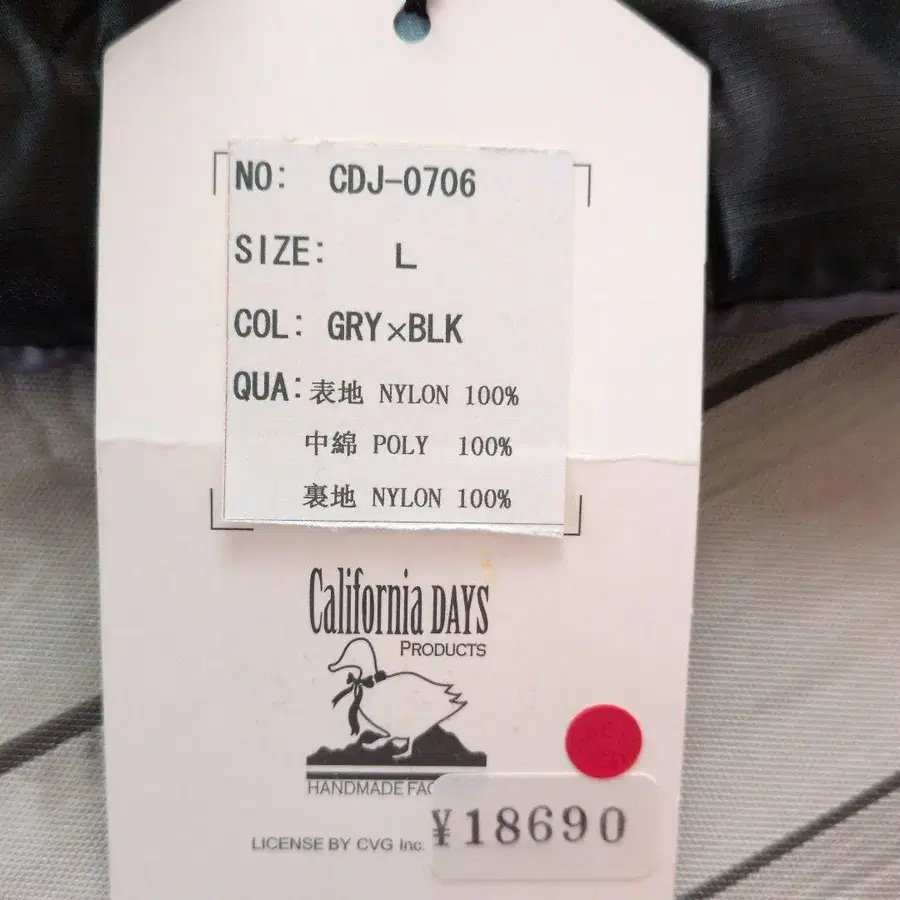 NO: CDJ-0706
SIZE: L
COL: GRY×BLK
QUA: 表地 NYLON 100%
中綿 POLY 100%
裏地 NYLON 100%
California DAYS
PRODUCTS
HANDMADE
LICENSE BY CVG Inc.
¥18690